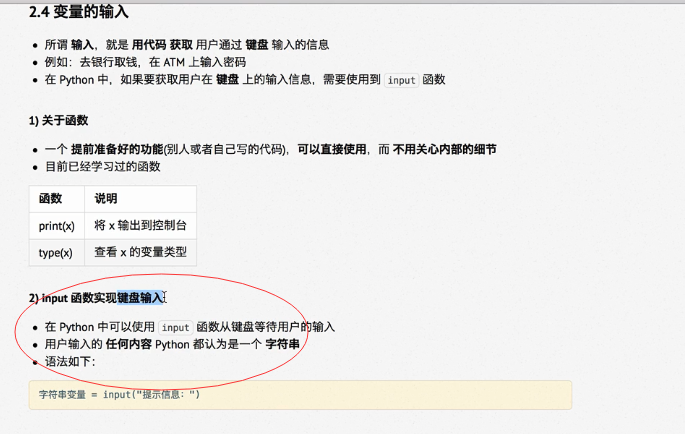 2.4 变量的输入
所谓 输入，就是 用代码 获取 用户通过 键盘 输入的信息
例如：去银行取钱，在 ATM 上输入密码
在 Python 中，如果要获取用户在 键盘 上的输入信息，需要使用到 input 函数
1) 关于函数
一个 提前准备好的功能(别人或者自己写的代码)，可以直接使用，而 不用关心内部的细节
目前已经学习过的函数
函数 说明
print(x) 将 x 输出到控制台
type(x) 查看 x 的变量类型
2) input 函数实现键盘输入
在 Python 中可以使用 input 函数从键盘等待用户的输入
用户输入的 任何内容 Python 都认为是一个 字符串
语法如下：
字符串变量 = input("提示信息：")